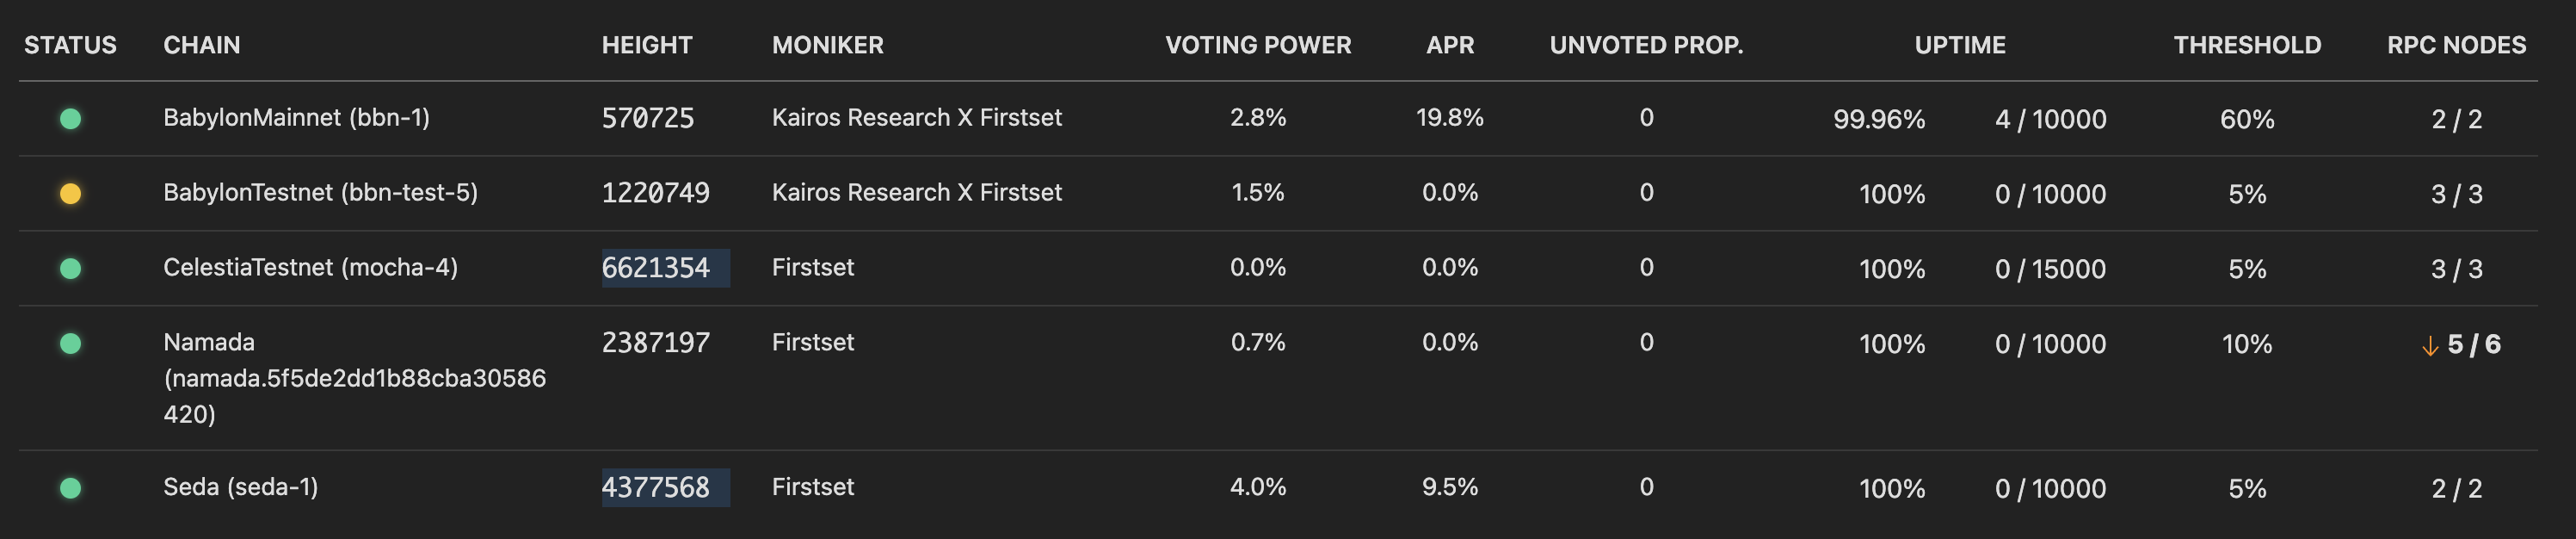 STATUS CHAIN HEIGHT MONIKER VOTING POWER APR UNVOTED PROP. UPTIME THRESHOLD RPC NODES
BabylonMainnet (bbn-1) 570725 Kairos Research X Firstset 2.8% 19.8% 0 99.96% 4 / 10000 60% 2 / 2
BabylonTestnet (bbn-test-5) 1220749 Kairos Research X Firstset 1.5% 0.0% 0 100% 0 / 10000 5% 3 / 3
CelestiaTestnet (mocha-4) 6621354 Firstset 0.0% 0.0% 0 100% 0 / 15000 5% 3 / 3
Namada 2387197 Firstset 0.7% 0.0% 0 100% 0 / 10000 10% ↓ 5 / 6
(namada.5f5de2dd1b88cba30586
420)
Seda (seda-1) 4377568 Firstset 4.0% 9.5% 0 100% 0 / 10000 5% 2 / 2